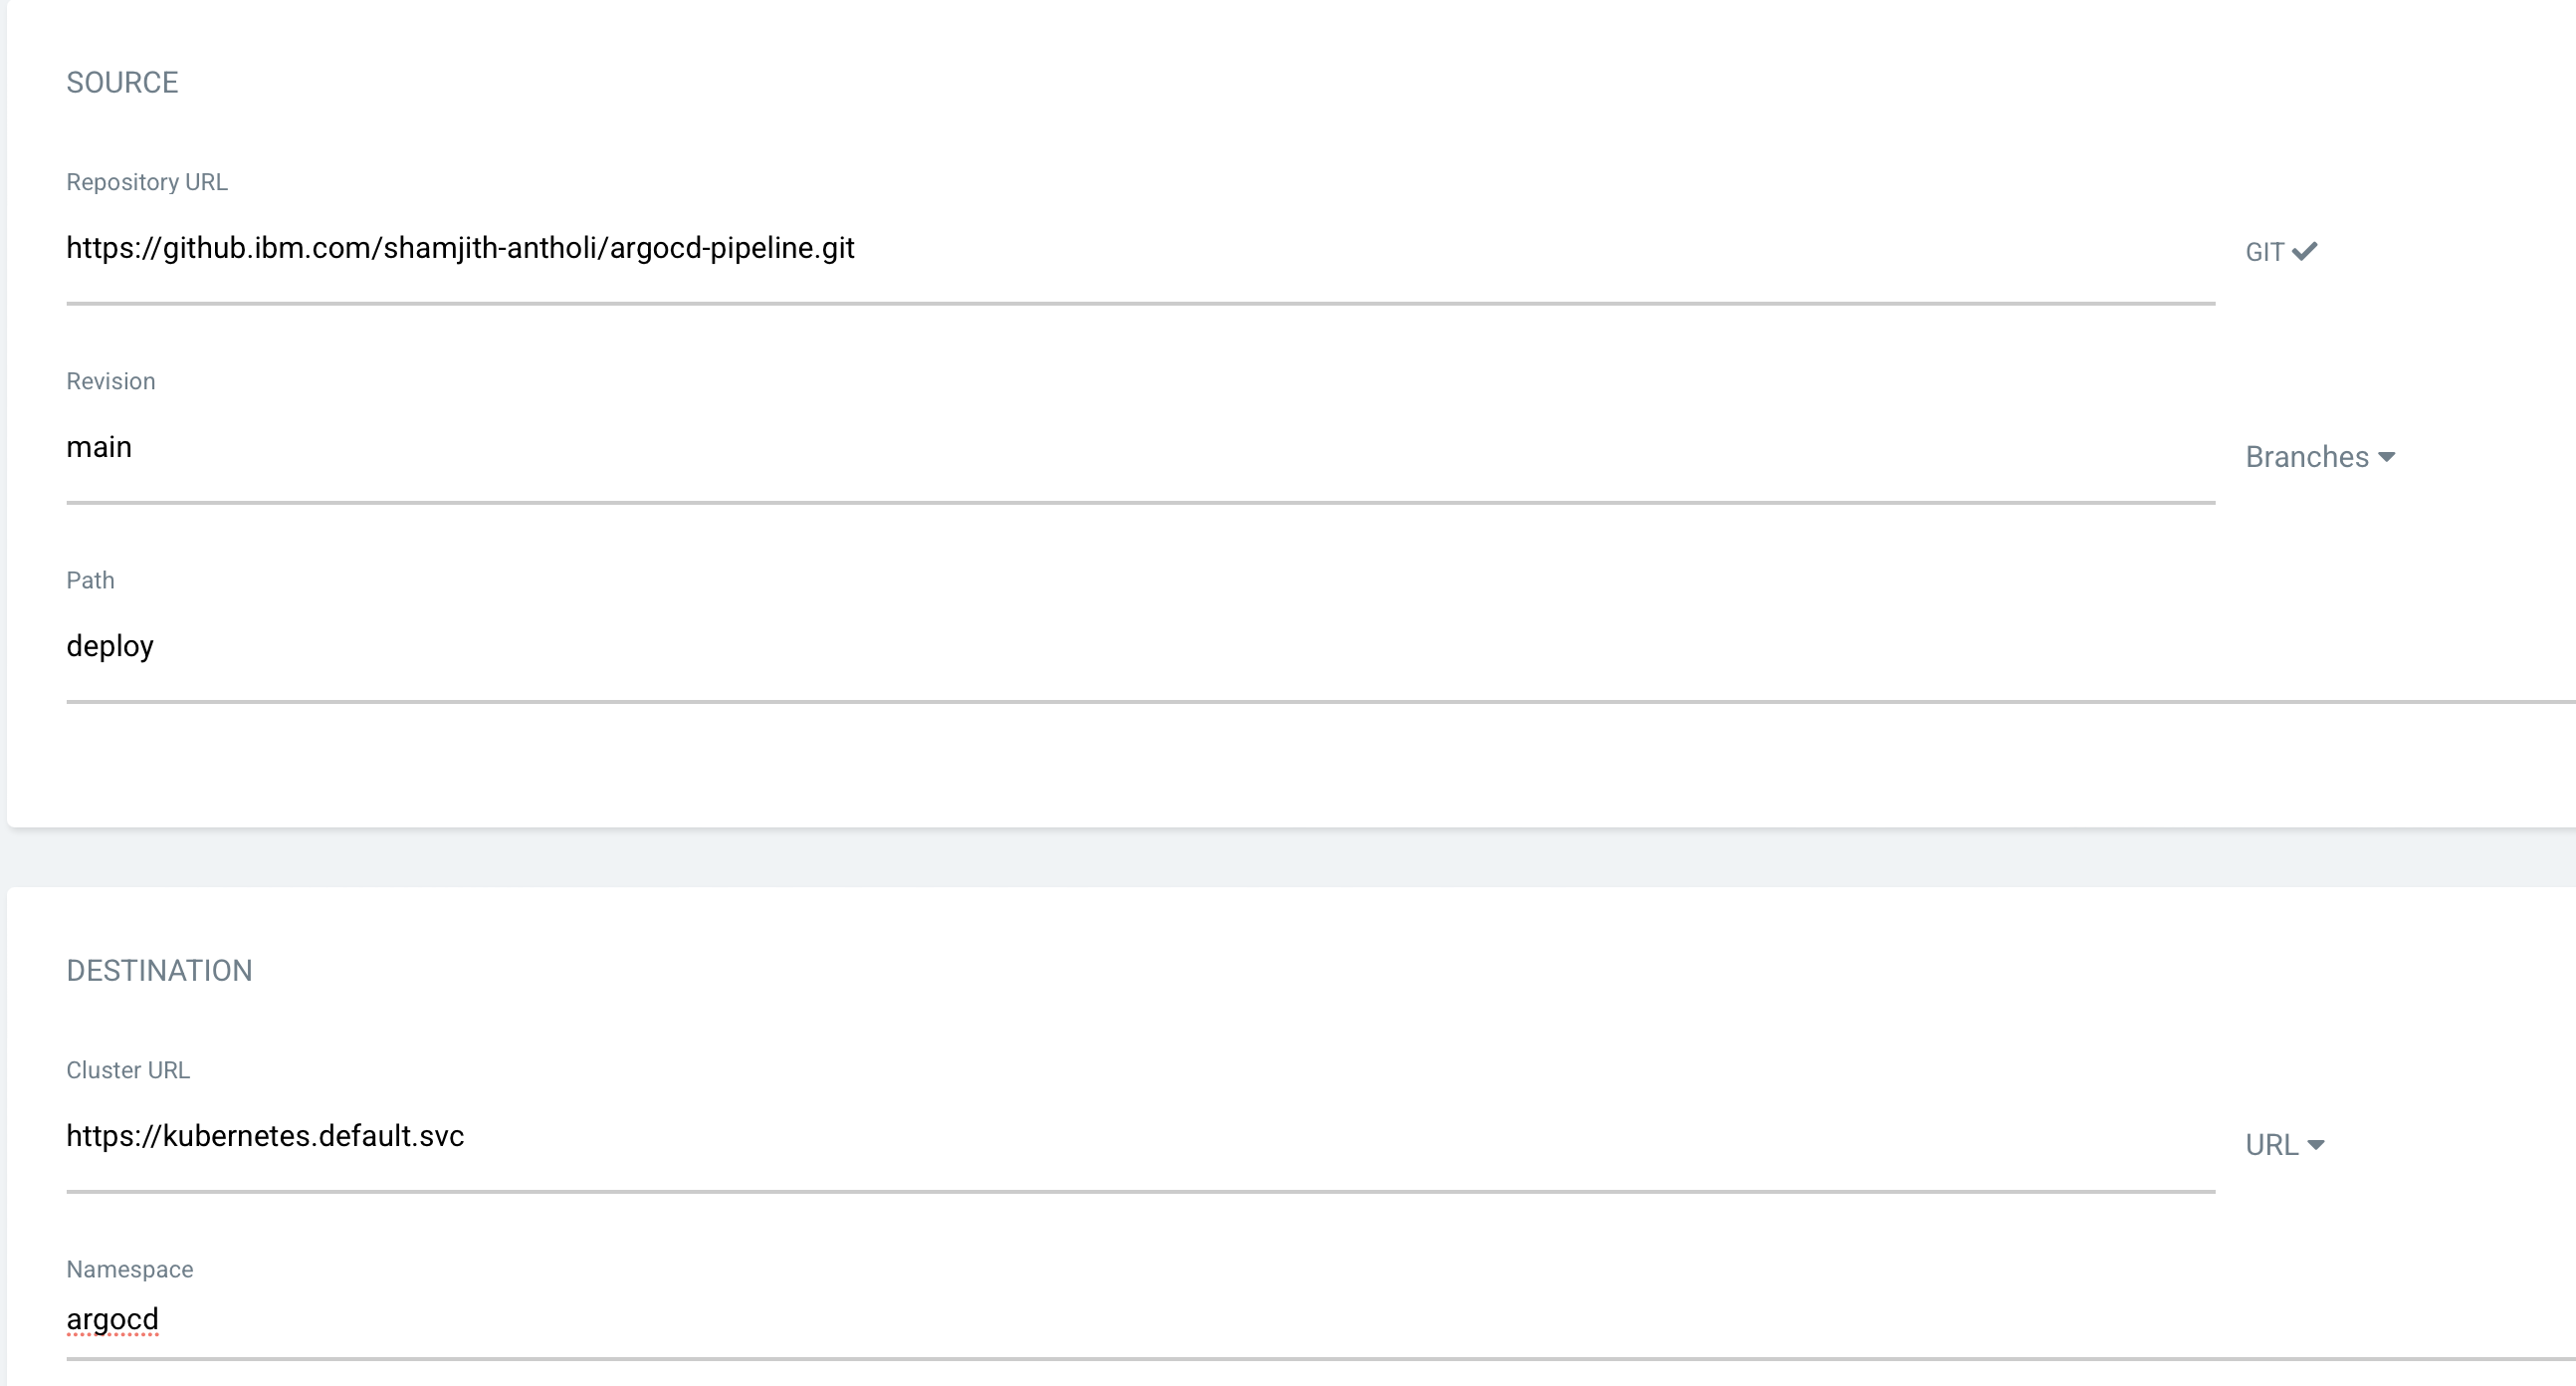 SOURCE
Repository URL
https://github.ibm.com/shamjith-antholi/argocd-pipeline.git
GIT
Revision
main
Branches
Path
deploy
DESTINATION
Cluster URL
https://kubernetes.default.svc
URL
Namespace
argocd